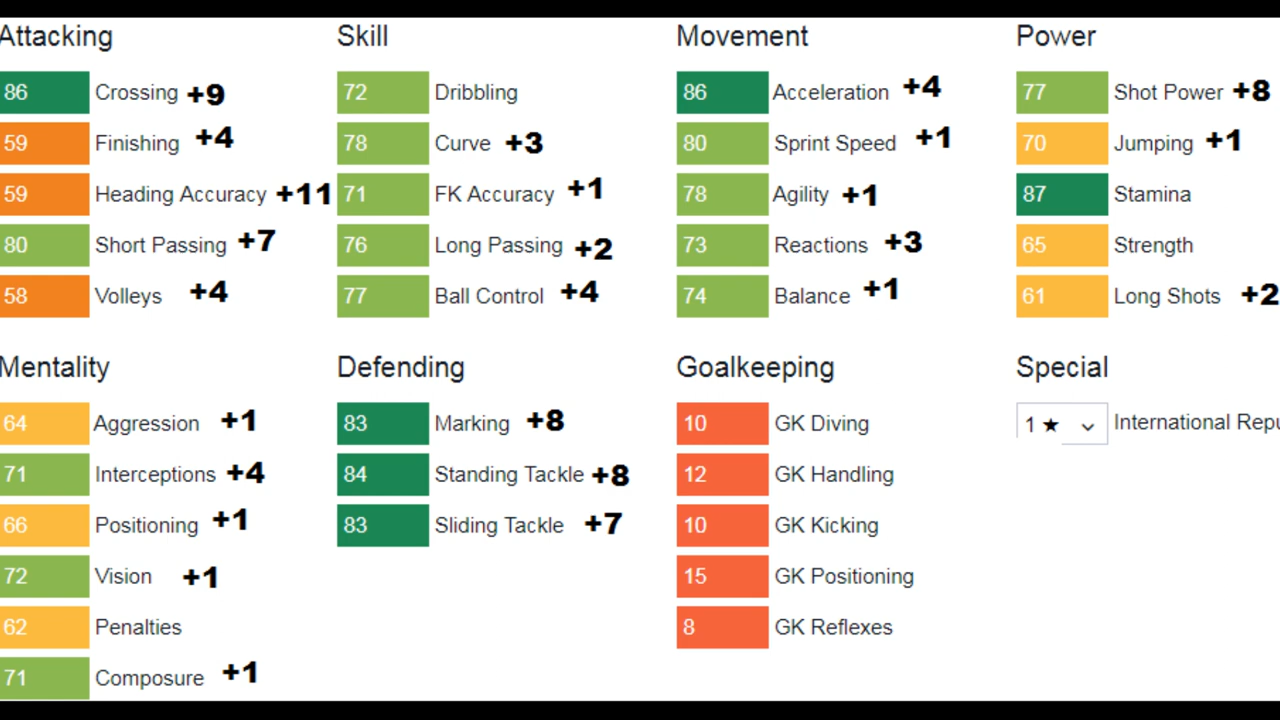 Attacking
86 Crossing +9
59 Finishing +4
59 Heading Accuracy +11
80 Short Passing +7
58 Volleys +4
Skill
72 Dribbling
78 Curve +3
71 FK Accuracy +1
76 Long Passing +2
77 Ball Control +4
Movement
86 Acceleration +4
80 Sprint Speed +1
78 Agility +1
73 Reactions +3
74 Balance +1
Power
77 Shot Power +8
70 Jumping +1
87 Stamina
65 Strength
61 Long Shots +2
Mentality
64 Aggression +1
71 Interceptions +4
66 Positioning +1
72 Vision +1
62 Penalties
71 Composure +1
Defending
83 Marking +8
84 Standing Tackle +8
83 Sliding Tackle +7
Goalkeeping
10 GK Diving
12 GK Handling
10 GK Kicking
15 GK Positioning
8 GK Reflexes
Special
1 ★ International Repu